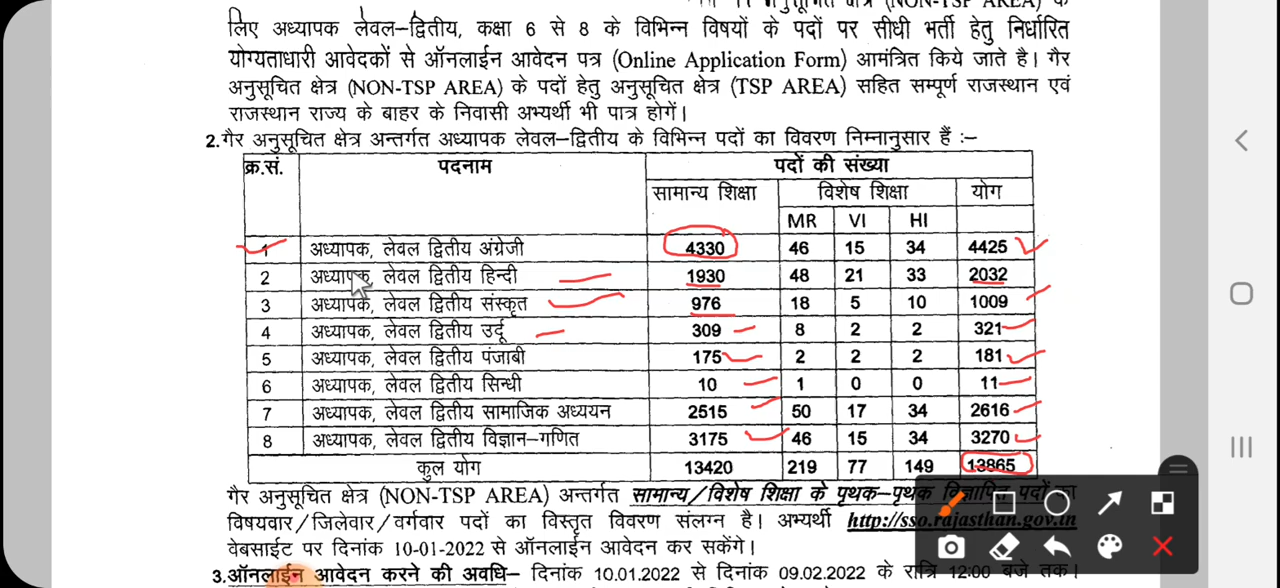 लिए अध्यापक लेवल–द्वितीय, कक्षा 6 से 8 के विभिन्न विषयों के पदों पर सीधी भर्ती हेतु निर्धारित
योग्यताधारी आवेदकों से ऑनलाईन आवेदन पत्र (Online Application Form) आमंत्रित किये जाते है। गैर
अनुसूचित क्षेत्र (NON-TSP AREA) के पदों हेतु अनुसूचित क्षेत्र (TSP AREA) सहित सम्पूर्ण राजस्थान एवं
राजस्थान राज्य के बाहर के निवासी अभ्यर्थी भी पात्र होगें।
2.गैर अनुसूचित क्षेत्र अन्तर्गत अध्यापक लेवल–द्वितीय के विभिन्न पदों का विवरण निम्नानुसार हैं :–
क्र.सं. पदनाम पदों की संख्या
सामान्य शिक्षा विशेष शिक्षा योग
MR VI HI
1 अध्यापक, लेवल द्वितीय अंग्रेजी 4330 46 15 34 4425
2 अध्यापक, लेवल द्वितीय हिन्दी 1930 48 21 33 2032
3 अध्यापक, लेवल द्वितीय संस्कृत 976 18 5 10 1009
4 अध्यापक, लेवल द्वितीय उर्दू 309 8 2 2 321
5 अध्यापक, लेवल द्वितीय पंजाबी 175 2 2 2 181
6 अध्यापक, लेवल द्वितीय सिन्धी 10 1 0 0 11
7 अध्यापक, लेवल द्वितीय सामाजिक अध्ययन 2515 50 17 34 2616
8 अध्यापक, लेवल द्वितीय विज्ञान–गणित 3175 46 15 34 3270
कुल योग 13420 219 77 149 13865
गैर अनुसूचित क्षेत्र (NON-TSP AREA) अन्तर्गत सामान्य/विशेष शिक्षा के पृथक–पृथक विज्ञापित पदों का
विषयवार/जिलेवार/वर्गवार पदों का विस्तृत विवरण संलग्न है। अभ्यर्थी http://sso.rajasthan.gov.in
वेबसाईट पर दिनांक 10-01-2022 से ऑनलाईन आवेदन कर सकेंगे।
3.ऑनलाईन आवेदन करने की अवधि– दिनांक 10.01.2022 से दिनांक 09.02.2022 के रात्रि 12:00 बजे तक।